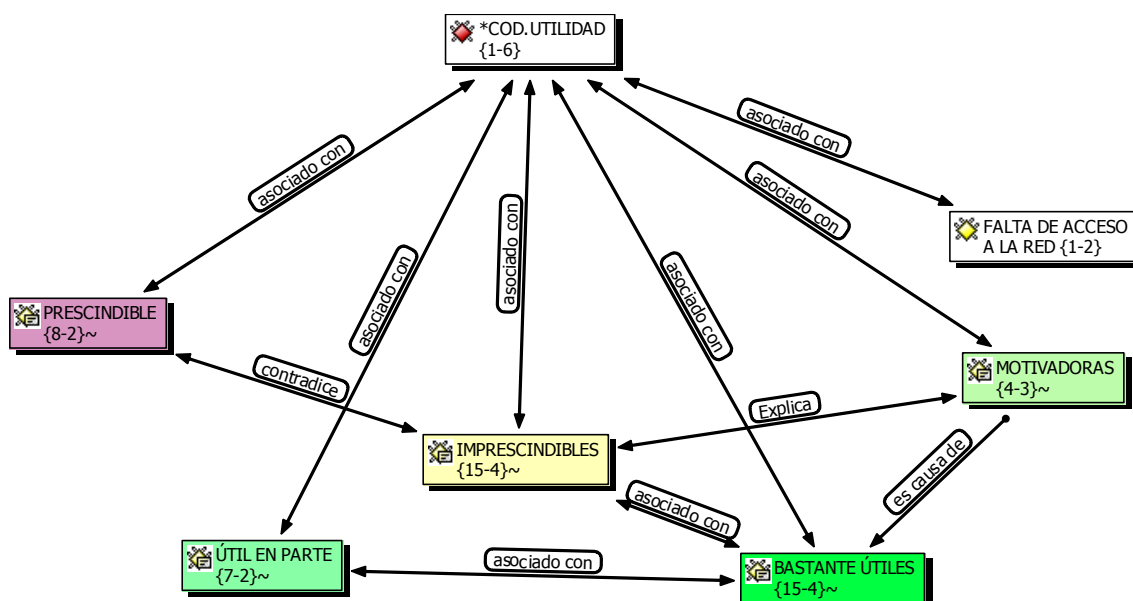 *COD.UTILIDAD
{1-6}
asociado con
asociado con
asociado con
asociado con
asociado con
asociado con
FALTA DE ACCESO
A LA RED {1-2}
PRESCINDIBLE
{8-2}~
contradice
MOTIVADORAS
{4-3}~
Explica
IMPRESCINDIBLES
{15-4}~
es causa de
asociado con
ÚTIL EN PARTE
{7-2}~
asociado con
BASTANTE ÚTILES
{15-4}~